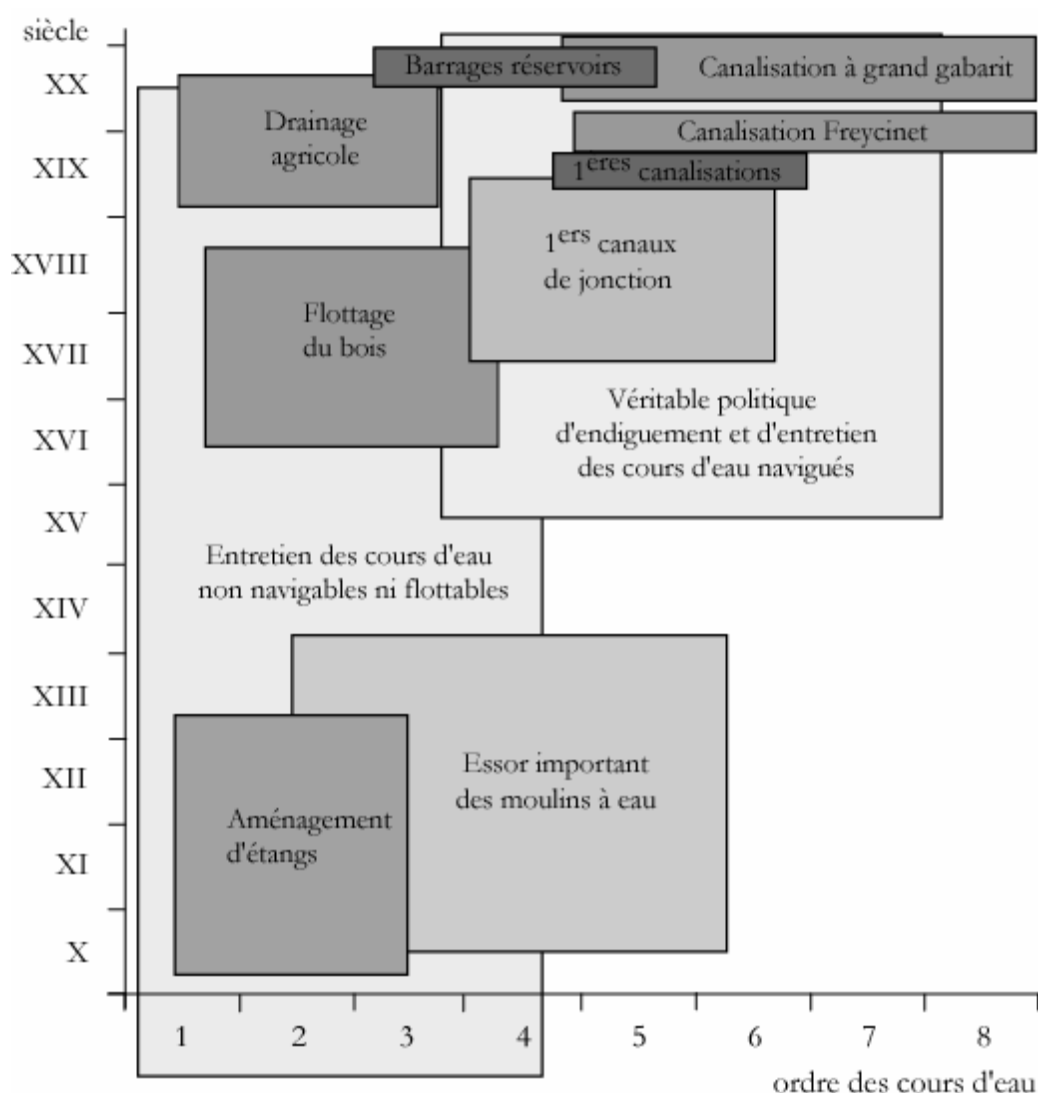 siècle
XX
XIX
XVIII
XVII
XVI
XV
XIV
XIII
XII
XI
X
Barrages réservoirs
Canalisation à grand gabarit
Drainage
agricole
Canalisation Freycinet
1eres canalisations
1ers canaux
de jonction
Flottage
du bois
Véritable politique
d'endiguement et d'entretien
des cours d'eau navigués
Entretien des cours d'eau
non navigables ni flottables
Essor important
des moulins à eau
Aménagement
d'étangs
1 2 3 4 5 6 7 8
ordre des cours d'eau